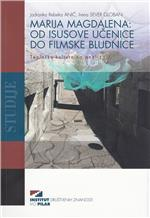 Jadranka Rebeka ANIĆ, Irena SEVER GLOBAN
MARIJA MAGDALENA:
OD ISUSOVE UČENICE
DO FILMSKE BLUDNICE
STUDIJE
INSTITUT
DRUŠTVENIH ZNANOSTI
IVO PILAR